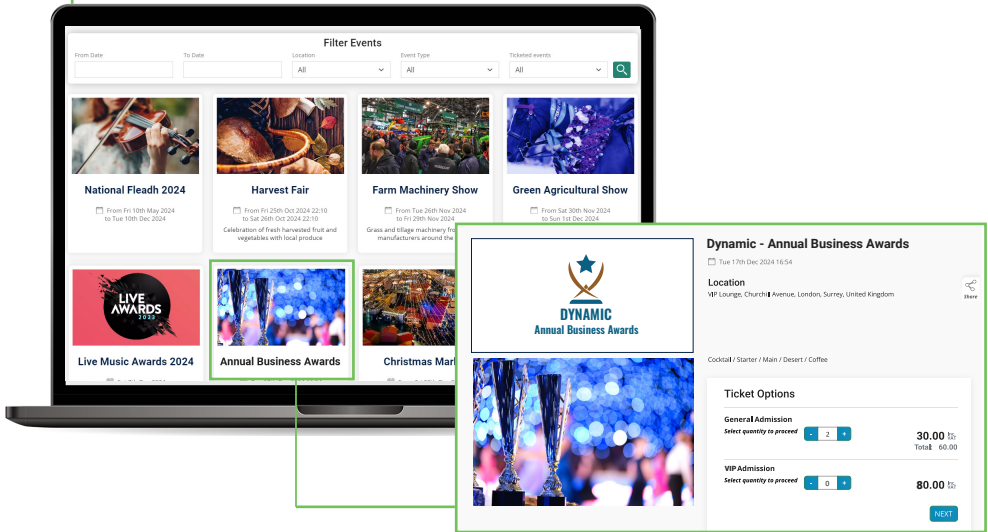 Filter Events
From Date
To Date
Location
Event Type
Ticketed events
All
All
All
National Fleadh 2024
From Fri 10th May 2024
to Tue 10th Dec 2024
Harvest Fair
From Fri 25th Oct 2024 22:10
to Sat 26th Oct 2024 22:10
Celebration of fresh harvested fruit and
vegetables with local produce
Farm Machinery Show
From Tue 26th Nov 2024
to Fri 29th Nov 2024
Grass and tillage machinery
manufacturers around the
Green Agricultural Show
From Sat 30th Nov 2024
to Sun 1st Dec 2024
LIVE
AWARDS
2023
Live Music Awards 2024
Annual Business Awards
Christmas
DYNAMIC
Annual Business Awards
Dynamic - Annual Business Awards
Tue 17th Dec 2024 16:54
Location
VIP Lounge, Churchill Avenue, London, Surrey, United Kingdom
Share
Cocktail / Starter / Main / Desert / Coffee
Ticket Options
General Admission
Select quantity to proceed
- 2 +
30.00
Total: 60.00
VIP Admission
Select quantity to proceed
- 0 +
80.00
NEXT